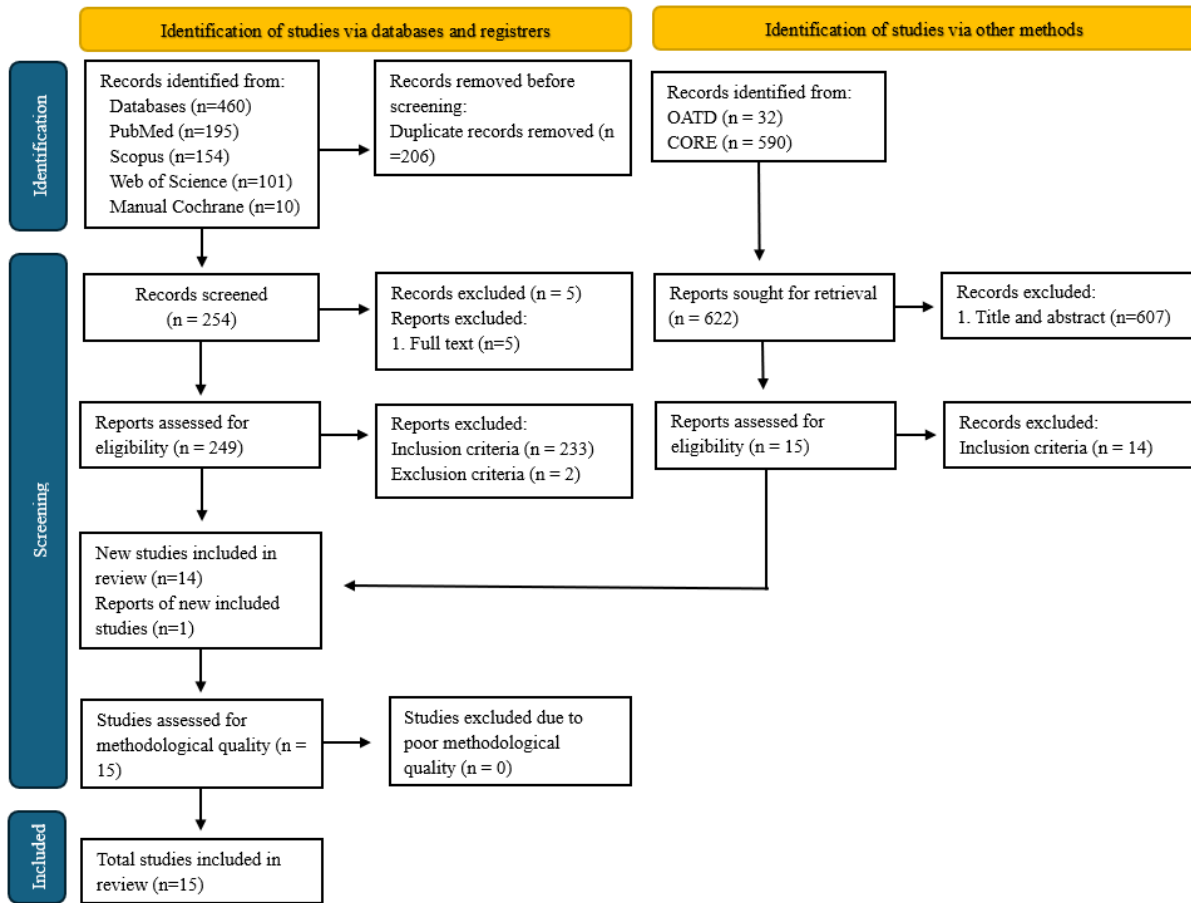 Identification of studies via databases and registrers
Identification of studies via other methods
Identification
Records identified from:
Databases (n=460)
PubMed (n=195)
Scopus (n=154)
Web of Science (n=101)
Manual Cochrane (n=10)
Records removed before
screening:
Duplicate records removed (n
=206)
Records identified from:
OATD (n = 32)
CORE (n = 590)
Screening
Records screened
(n = 254)
Records excluded (n = 5)
Reports excluded:
1. Full text (n=5)
Reports sought for retrieval
(n = 622)
Records excluded:
1. Title and abstract (n=607)
Reports assessed for
eligibility (n = 249)
Reports excluded:
Inclusion criteria (n = 233)
Exclusion criteria (n = 2)
Reports assessed for
eligibility (n = 15)
Records excluded:
Inclusion criteria (n = 14)
New studies included in
review (n=14)
Reports of new included
studies (n=1)
Studies assessed for
methodological quality (n =
15)
Studies excluded due to
poor methodological
quality (n = 0)
Included
Total studies included in
review (n=15)